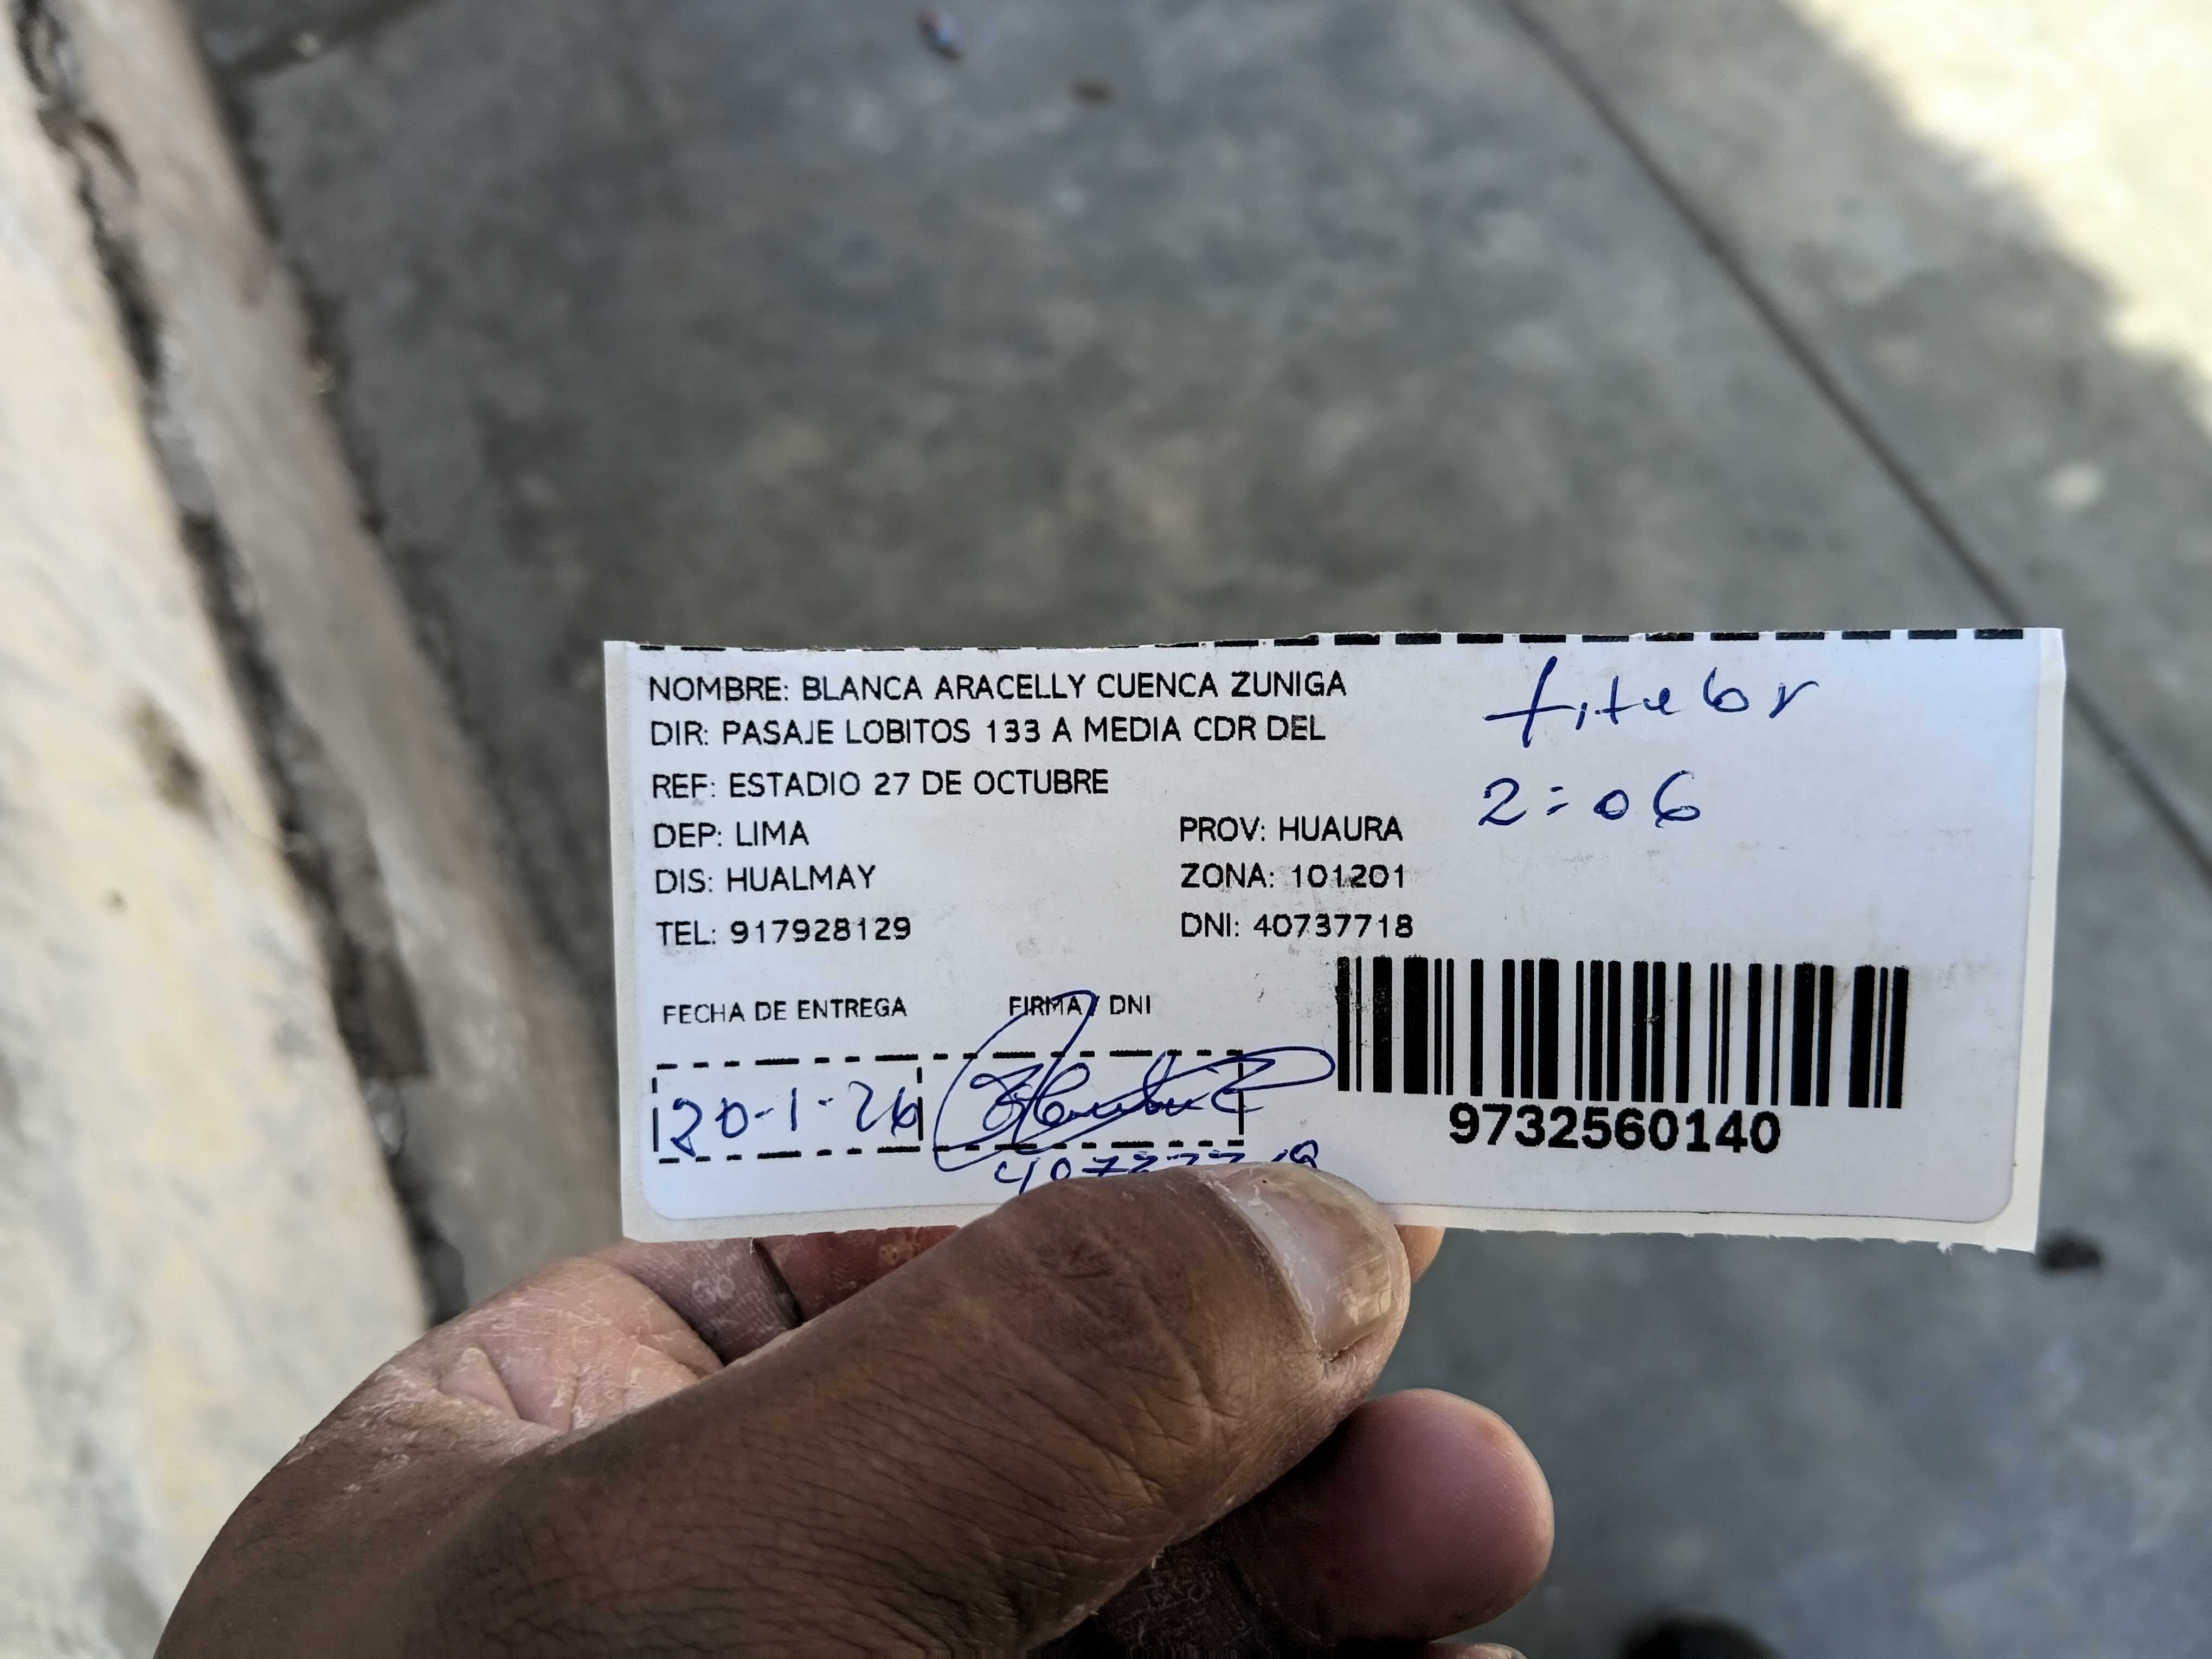 NOMBRE: BLANCA ARACELLY CUENCA ZUNIGA
DIR: PASAJE LOBITOS 133 A MEDIA CDR DEL
REF: ESTADIO 27 DE OCTUBRE
DEP: LIMA PROV: HUAURA
DIS: HUALMAY ZONA: 101201
TEL: 917928129 DNI: 40737718
titular
2:06
FECHA DE ENTREGA FIRMA / DNI
20-1-26
9732560140